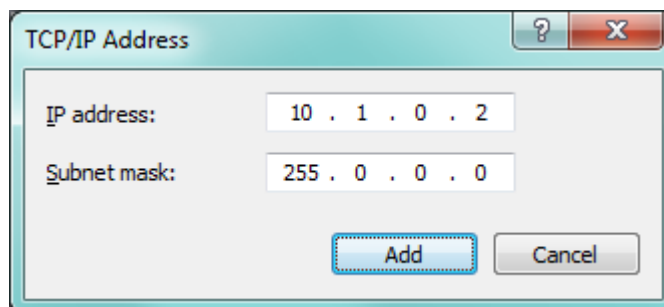 TCP/IP Address
?
X
IP address: 10 . 1 . 0 . 2
Subnet mask: 255 . 0 . 0 . 0
Add Cancel